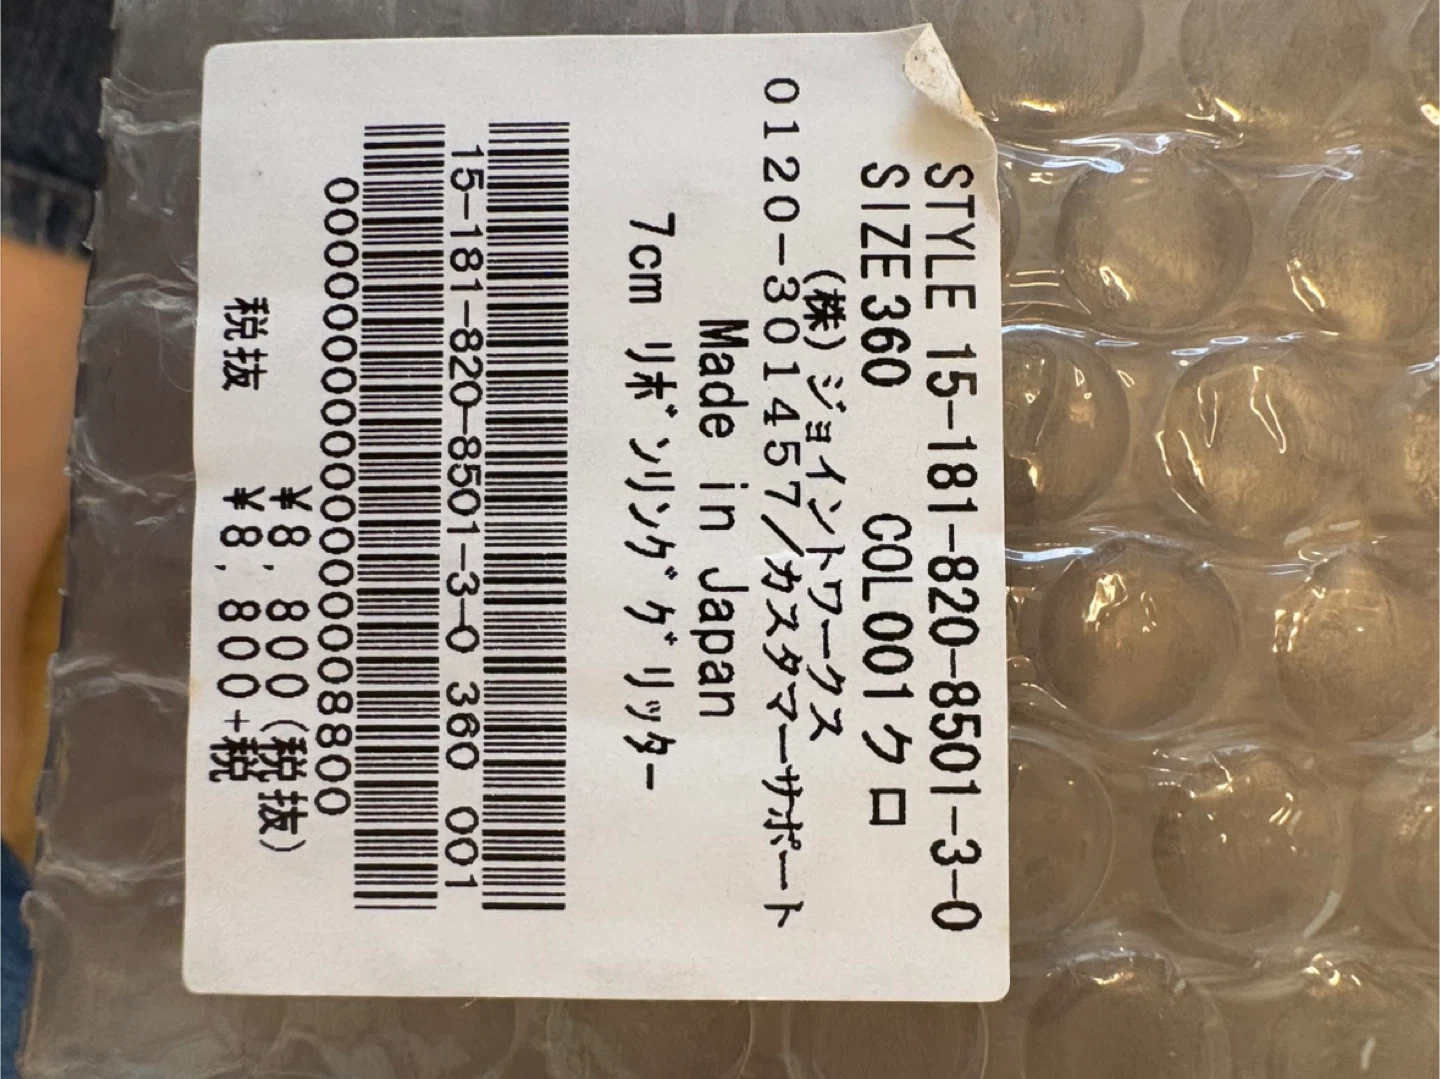 STYLE 15-181-820-8501-3-0
SIZE 360 COL 001 クロ
(株)ジョイントワークス
0120-301457/カスタマーサポート
Made in Japan
7cm リボンリングググリッター
15-181-820-8501-3-0 360 001
0000000000000000008800
¥8,800(税抜)
税抜 ¥8,800+税